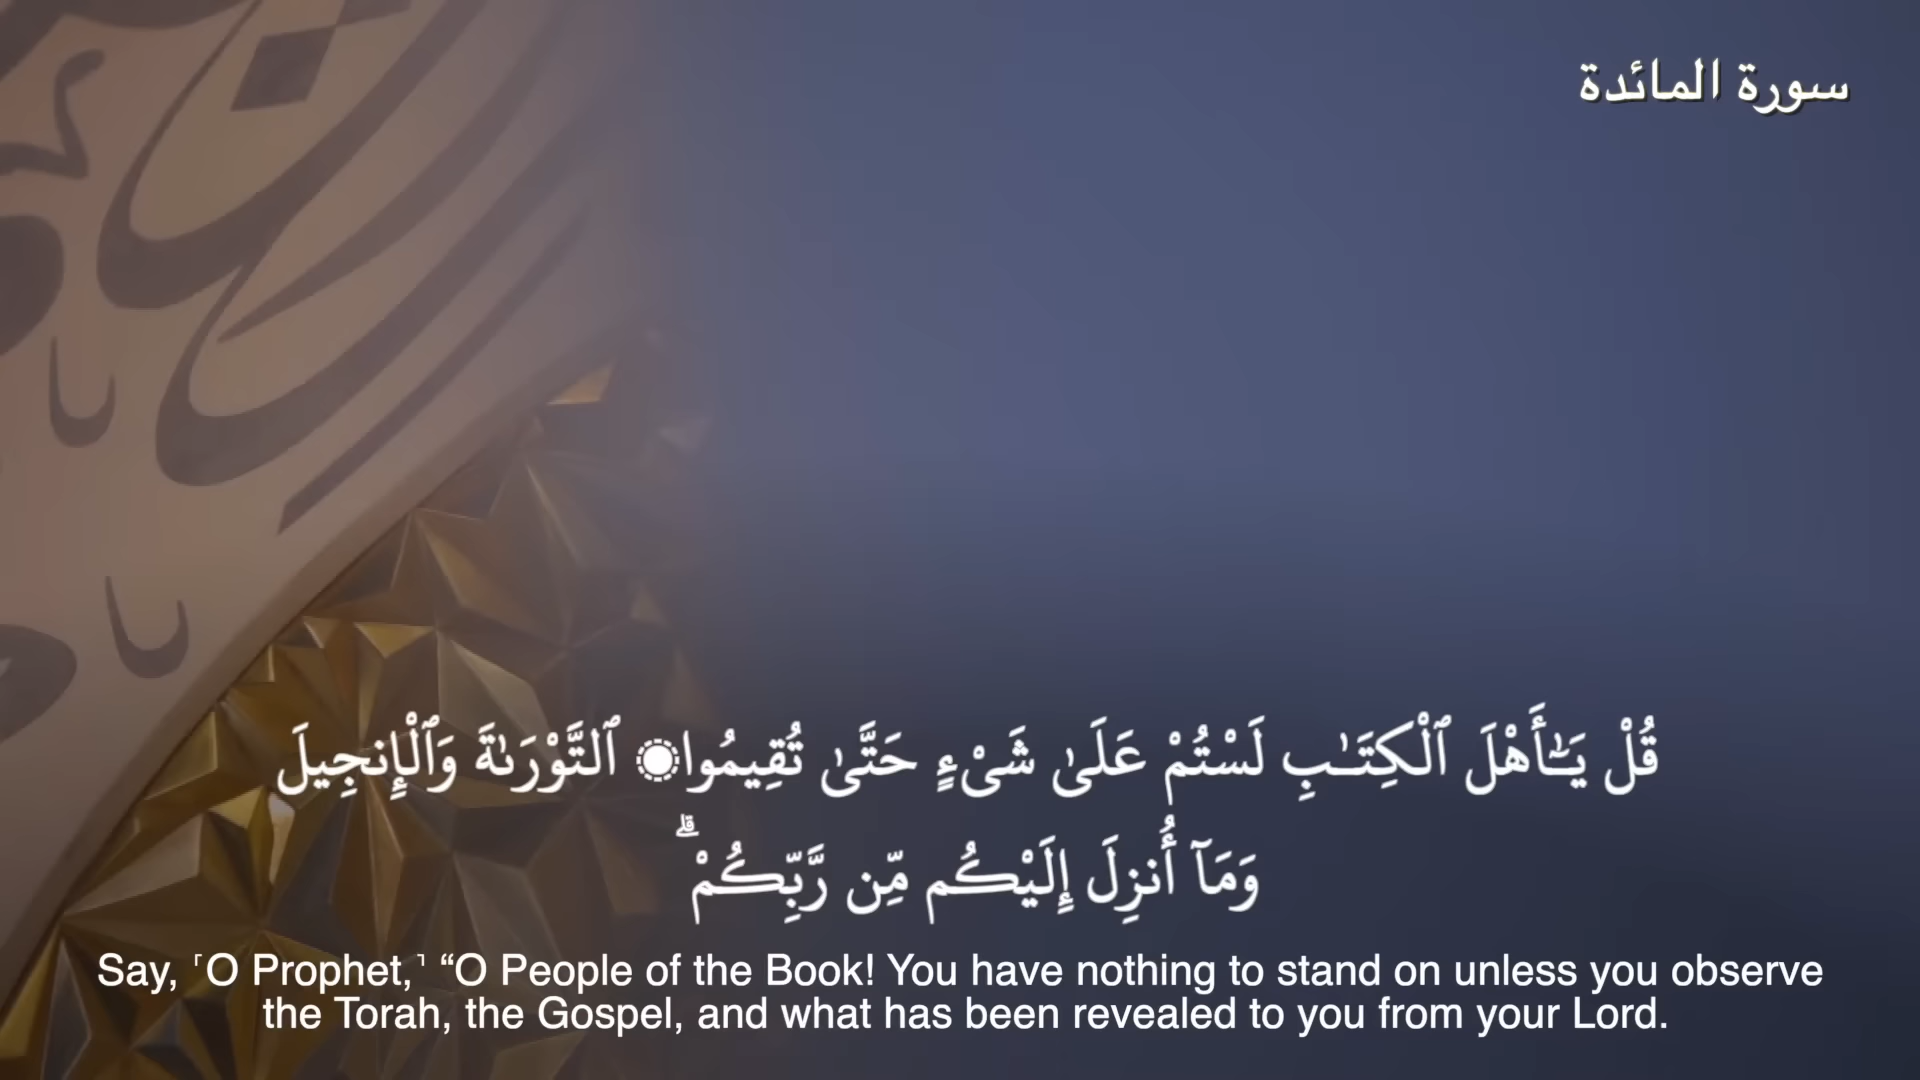 سورة المائدة
قُلْ يَـٰٓأَهْلَ ٱلْكِتَـٰبِ لَسْتُمْ عَلَىٰ شَىْءٍ حَتَّىٰ تُقِيمُوا۟ ٱلتَّوْرَىٰةَ وَٱلْإِنجِيلَ
وَمَآ أُنزِلَ إِلَيْكُم مِّن رَّبِّكُمْ ۗ
Say, ˹O Prophet,˺ “O People of the Book! You have nothing to stand on unless you observe
the Torah, the Gospel, and what has been revealed to you from your Lord.